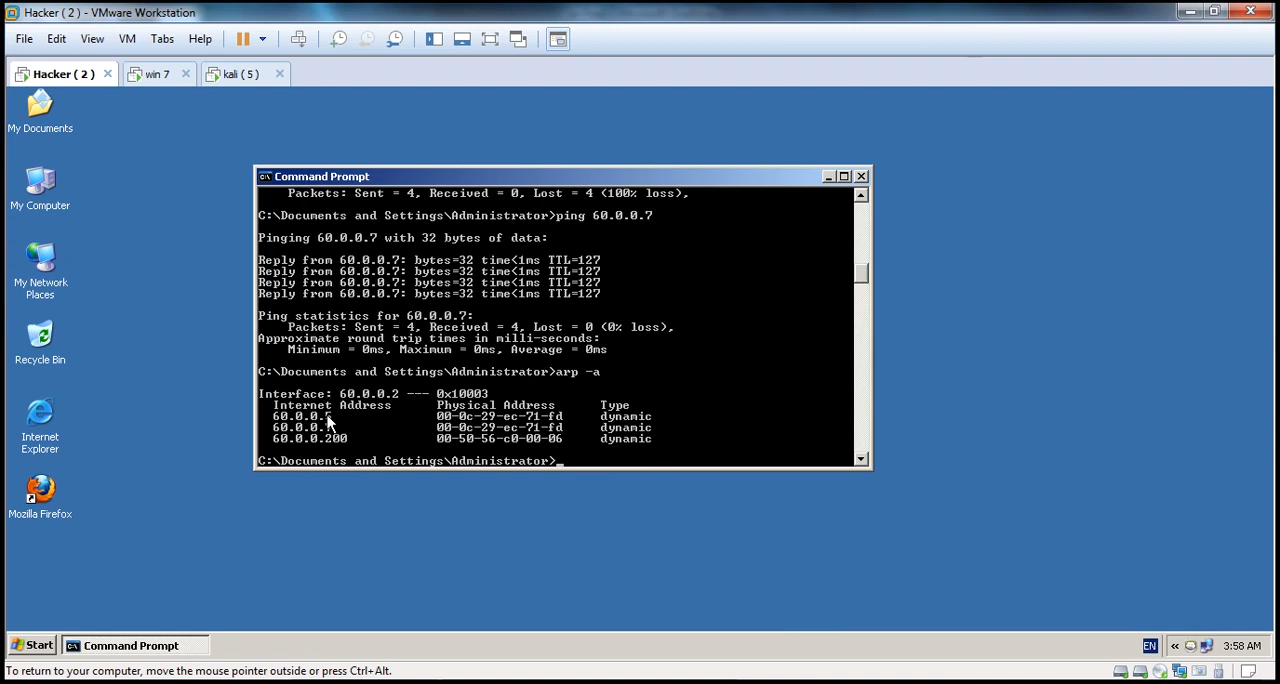 Hacker ( 2 ) - VMware Workstation
File Edit View VM Tabs Help
Hacker ( 2 ) win 7 kali ( 5 )
My Documents
My Computer
My Network
Places
Recycle Bin
Internet
Explorer
Mozilla Firefox
Command Prompt
Packets: Sent = 4, Received = 0, Lost = 4 (100% loss),
C:\Documents and Settings\Administrator>ping 60.0.0.7
Pinging 60.0.0.7 with 32 bytes of data:
Reply from 60.0.0.7: bytes=32 time<1ms TTL=127
Reply from 60.0.0.7: bytes=32 time<1ms TTL=127
Reply from 60.0.0.7: bytes=32 time<1ms TTL=127
Reply from 60.0.0.7: bytes=32 time<1ms TTL=127
Ping statistics for 60.0.0.7:
Packets: Sent = 4, Received = 4, Lost = 0 (0% loss),
Approximate round trip times in milli-seconds:
Minimum = 0ms, Maximum = 0ms, Average = 0ms
C:\Documents and Settings\Administrator>arp -a
Interface: 60.0.0.2 --- 0x10003
Internet Address Physical Address Type
00-0c-29-ec-71-fd dynamic
00-0c-29-ec-71-fd dynamic
60.0.0.200 00-50-56-c0-00-06 dynamic
C:\Documents and Settings\Administrator>_
Start Command Prompt EN « 3:58 AM
To return to your computer, move the mouse pointer outside or press Ctrl+Alt.